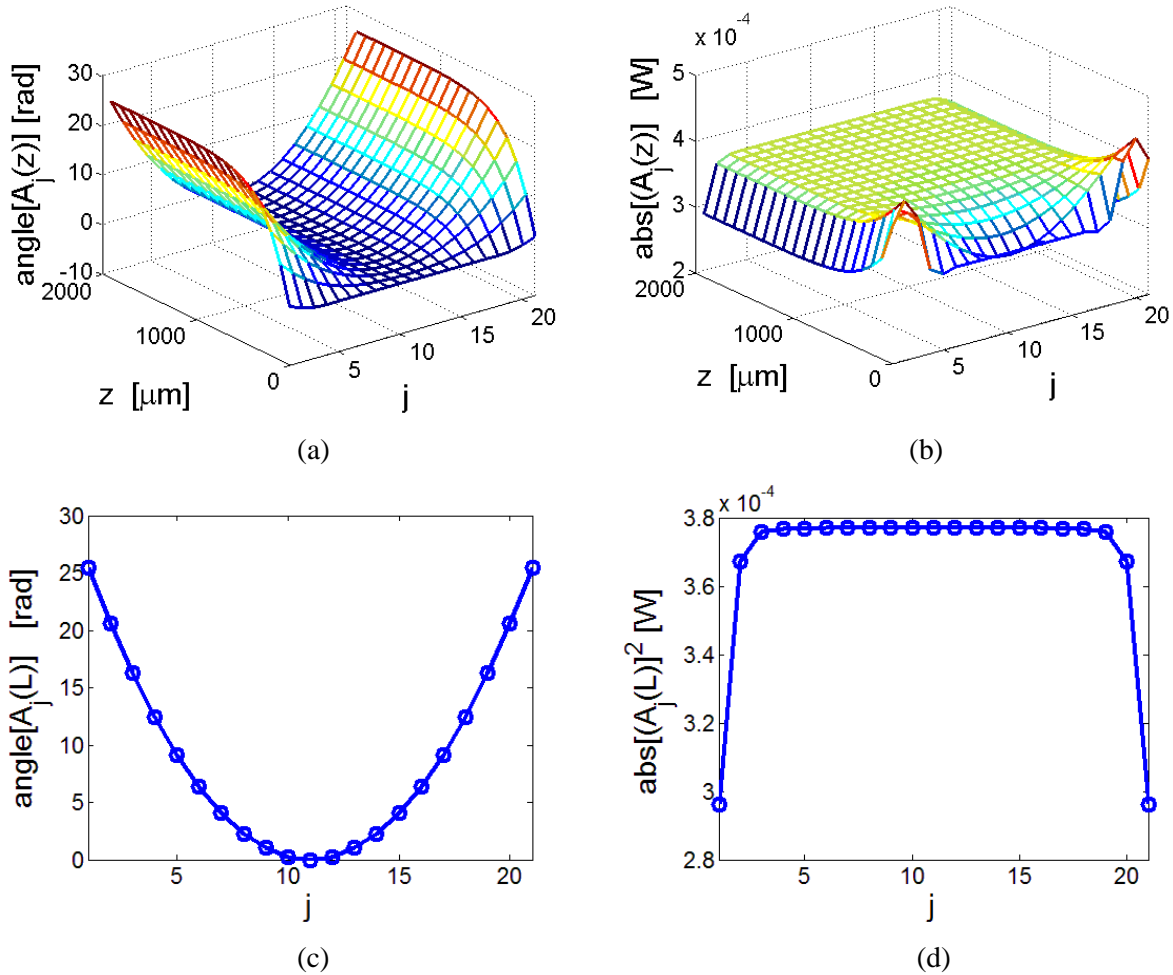 30
20
10
0
-10
2000
1000
0
5
10
15
20
angle[A_j(z)] [rad]
z [μm]
j
(a)
x 10^-4
5
4
3
2
2000
1000
0
5
10
15
20
abs[(A_j(z)] [W]
z [μm]
j
(b)
30
25
20
15
10
5
0
5
10
15
20
angle[A_j(L)] [rad]
j
(c)
x 10^-4
3.8
3.6
3.4
3.2
3
2.8
5
10
15
20
abs[(A_j(L)]^2 [W]
j
(d)